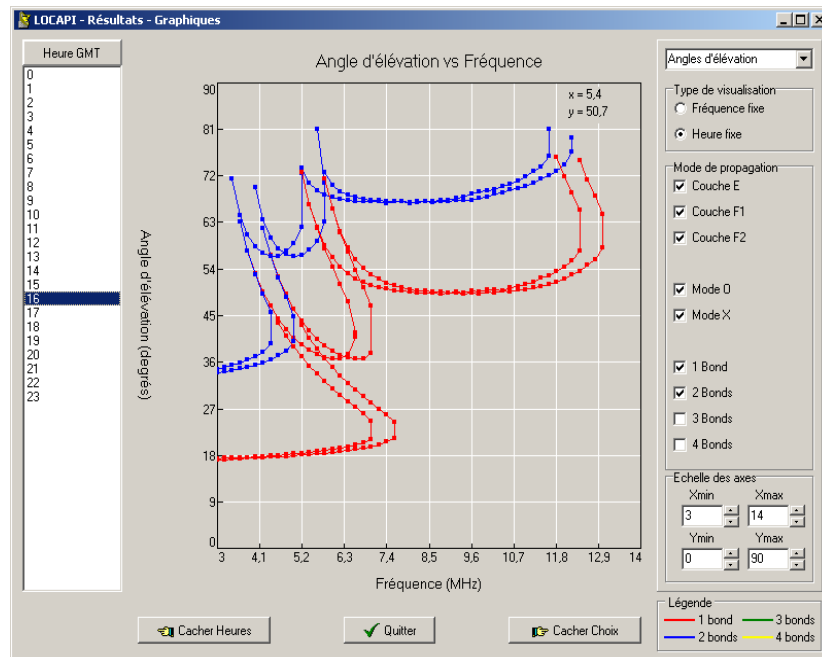 LOCAPI - Résultats - Graphiques
Heure GMT
0
1
2
3
4
5
6
7
8
9
10
11
12
13
14
15
16
17
18
19
20
21
22
23
Angle d'élévation vs Fréquence
x = 5,4
y = 50,7
Angle d'élévation (degrés)
90
81
72
63
54
45
36
27
18
9
0
3 4,1 5,2 6,3 7,4 8,5 9,6 10,7 11,8 12,9 14
Fréquence (MHz)
Angles d'élévation
Type de visualisation
Fréquence fixe
Heure fixe
Mode de propagation
Couche E
Couche F1
Couche F2
Mode O
Mode X
1 Bond
2 Bonds
3 Bonds
4 Bonds
Echelle des axes
Xmin Xmax
3 14
Ymin Ymax
0 90
Légende
1 bond 3 bonds
2 bonds 4 bonds
Cacher Heures
Quitter
Cacher Choix